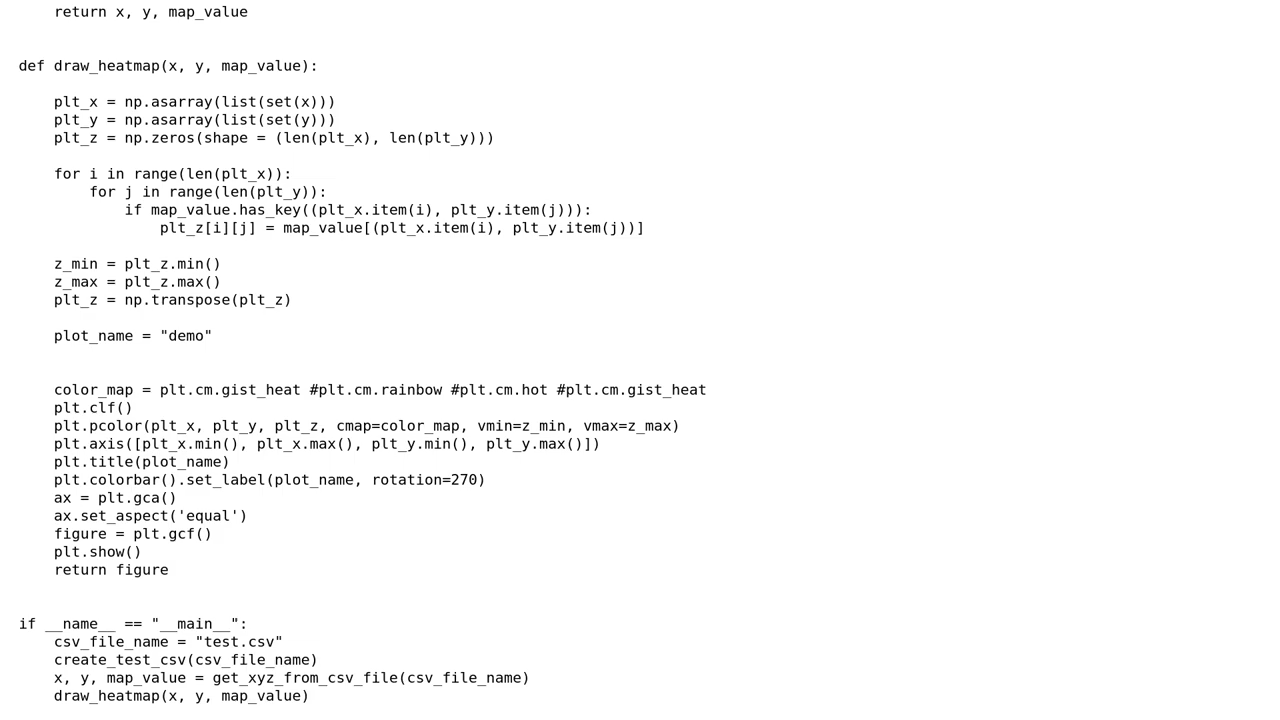 return x, y, map_value
def draw_heatmap(x, y, map_value):
    plt_x = np.asarray(list(set(x)))
    plt_y = np.asarray(list(set(y)))
    plt_z = np.zeros(shape = (len(plt_x), len(plt_y)))
    for i in range(len(plt_x)):
        for j in range(len(plt_y)):
            if map_value.has_key((plt_x.item(i), plt_y.item(j))):
                plt_z[i][j] = map_value[(plt_x.item(i), plt_y.item(j))]
    z_min = plt_z.min()
    z_max = plt_z.max()
    plt_z = np.transpose(plt_z)
    plot_name = "demo"
    color_map = plt.cm.gist_heat #plt.cm.rainbow #plt.cm.hot #plt.cm.gist_heat
    plt.clf()
    plt.pcolor(plt_x, plt_y, plt_z, cmap=color_map, vmin=z_min, vmax=z_max)
    plt.axis([plt_x.min(), plt_x.max(), plt_y.min(), plt_y.max()])
    plt.title(plot_name)
    plt.colorbar().set_label(plot_name, rotation=270)
    ax = plt.gca()
    ax.set_aspect('equal')
    figure = plt.gcf()
    plt.show()
    return figure
if __name__ == "__main__":
    csv_file_name = "test.csv"
    create_test_csv(csv_file_name)
    x, y, map_value = get_xyz_from_csv_file(csv_file_name)
    draw_heatmap(x, y, map_value)